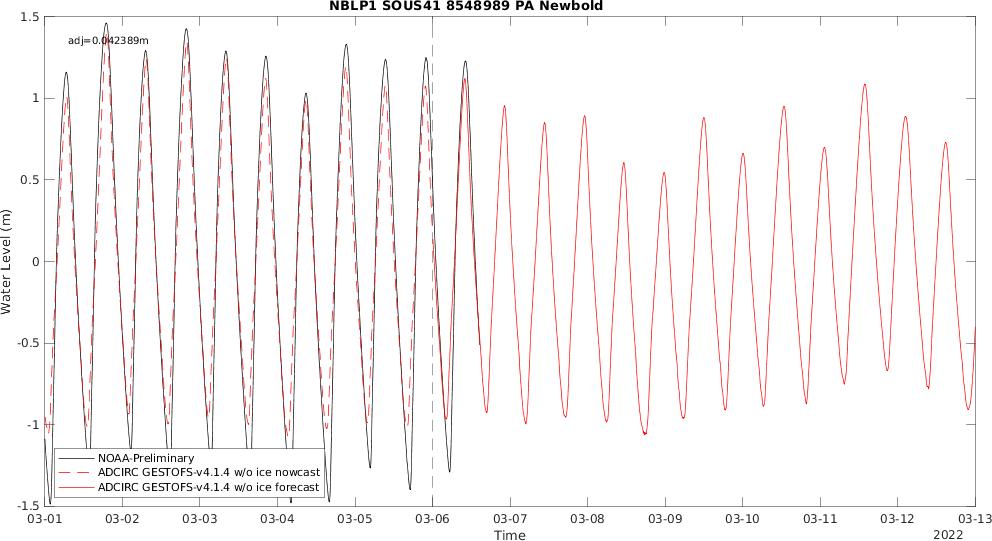 NBLP1 SOUS41 8548989 PA Newbold
adj=0.042389m
1.5
1
0.5
0
-0.5
-1
-1.5
Water Level (m)
NOAA-Preliminary
ADCIRC GESTOFS-v4.1.4 w/o ice nowcast
ADCIRC GESTOFS-v4.1.4 w/o ice forecast
03-01 03-02 03-03 03-04 03-05 03-06 03-07 03-08 03-09 03-10 03-11 03-12 03-13
Time
2022